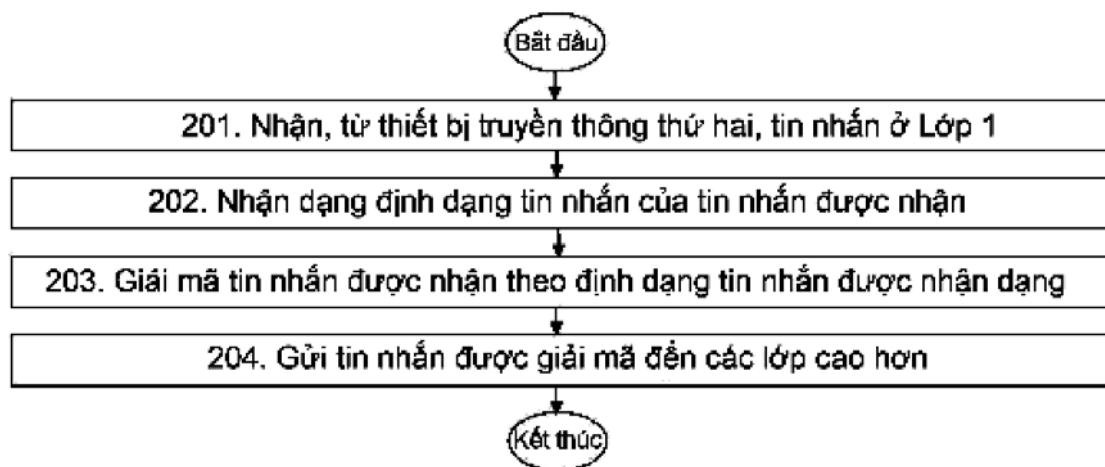 Bắt đầu
201. Nhận, từ thiết bị truyền thông thứ hai, tin nhắn ở Lớp 1
202. Nhận dạng định dạng tin nhắn của tin nhắn được nhận
203. Giải mã tin nhắn được nhận theo định dạng tin nhắn được nhận dạng
204. Gửi tin nhắn được giải mã đến các lớp cao hơn
Kết thúc